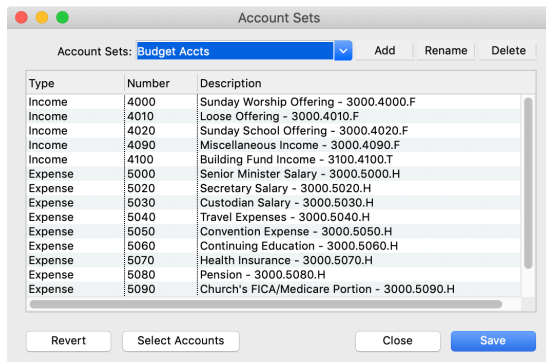 Account Sets
Account Sets: Budget Accts Add Rename Delete
Type Number Description
Income 4000 Sunday Worship Offering - 3000.4000.F
Income 4010 Loose Offering - 3000.4010.F
Income 4020 Sunday School Offering - 3000.4020.F
Income 4090 Miscellaneous Income - 3000.4090.F
Income 4100 Building Fund Income - 3100.4100.T
Expense 5000 Senior Minister Salary - 3000.5000.H
Expense 5020 Secretary Salary - 3000.5020.H
Expense 5030 Custodian Salary - 3000.5030.H
Expense 5040 Travel Expenses - 3000.5040.H
Expense 5050 Convention Expense - 3000.5050.H
Expense 5060 Continuing Education - 3000.5060.H
Expense 5070 Health Insurance - 3000.5070.H
Expense 5080 Pension - 3000.5080.H
Expense 5090 Church's FICA/Medicare Portion - 3000.5090.H
Revert Select Accounts Close Save